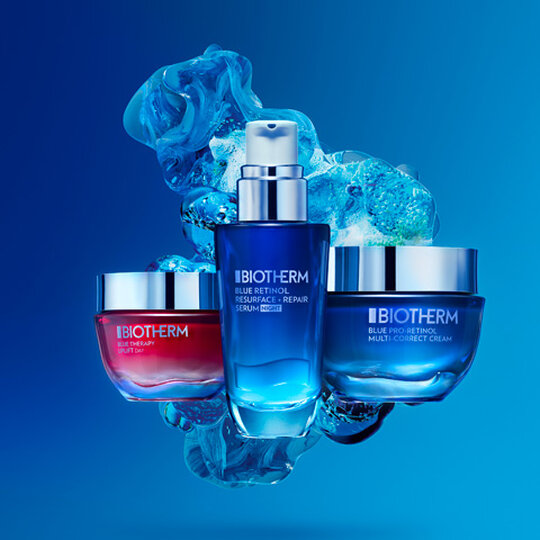 BIOTHERM
BLUE THERAPY
UPLIFT DAY
BIOTHERM
BLUE RETINOL
RESURFACE + REPAIR
SERUM NIGHT
BIOTHERM
BLUE PRO-RETINOL
MULTI-CORRECT CREAM